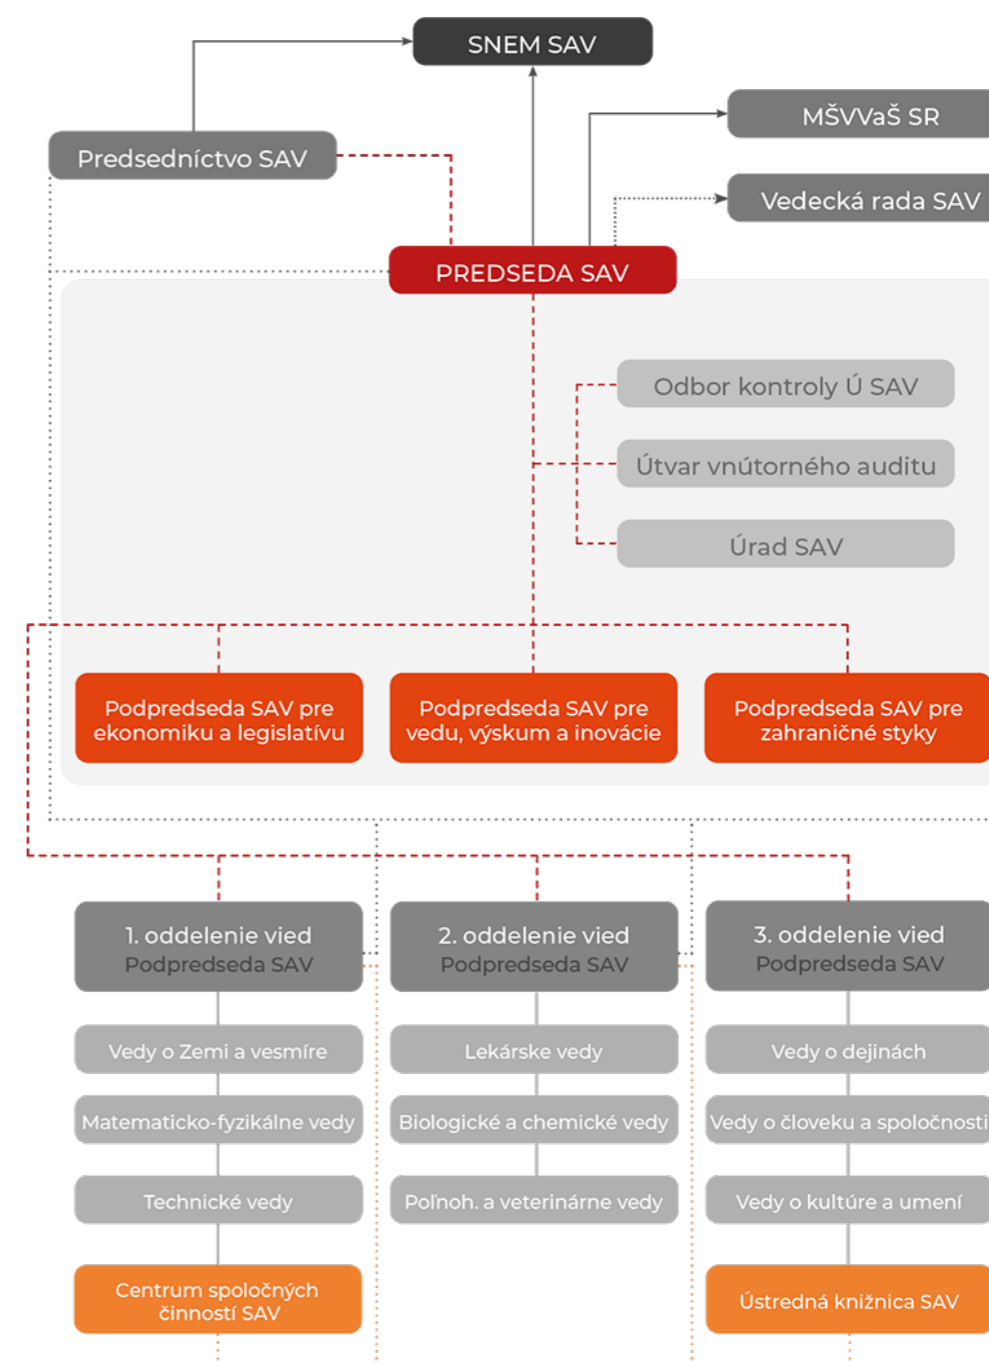 SNEM SAV
MŠVVaŠ SR
Predsedníctvo SAV
Vedecká rada SAV
PREDSEDA SAV
Odbor kontroly Ú SAV
Útvar vnútorného auditu
Úrad SAV
Podpredseda SAV pre
ekonomiku a legislatívu
Podpredseda SAV pre
vedu, výskum a inovácie
Podpredseda SAV pre
zahraničné styky
1. oddelenie vied
Podpredseda SAV
2. oddelenie vied
Podpredseda SAV
3. oddelenie vied
Podpredseda SAV
Vedy o Zemi a vesmíre
Lekárske vedy
Vedy o dejinách
Matematicko-fyzikálne vedy
Biologické a chemické vedy
Vedy o človeku a spoločnosti
Technické vedy
Poľnoh. a veterinárne vedy
Vedy o kultúre a umení
Centrum spoločných
činností SAV
Ústredná knižnica SAV